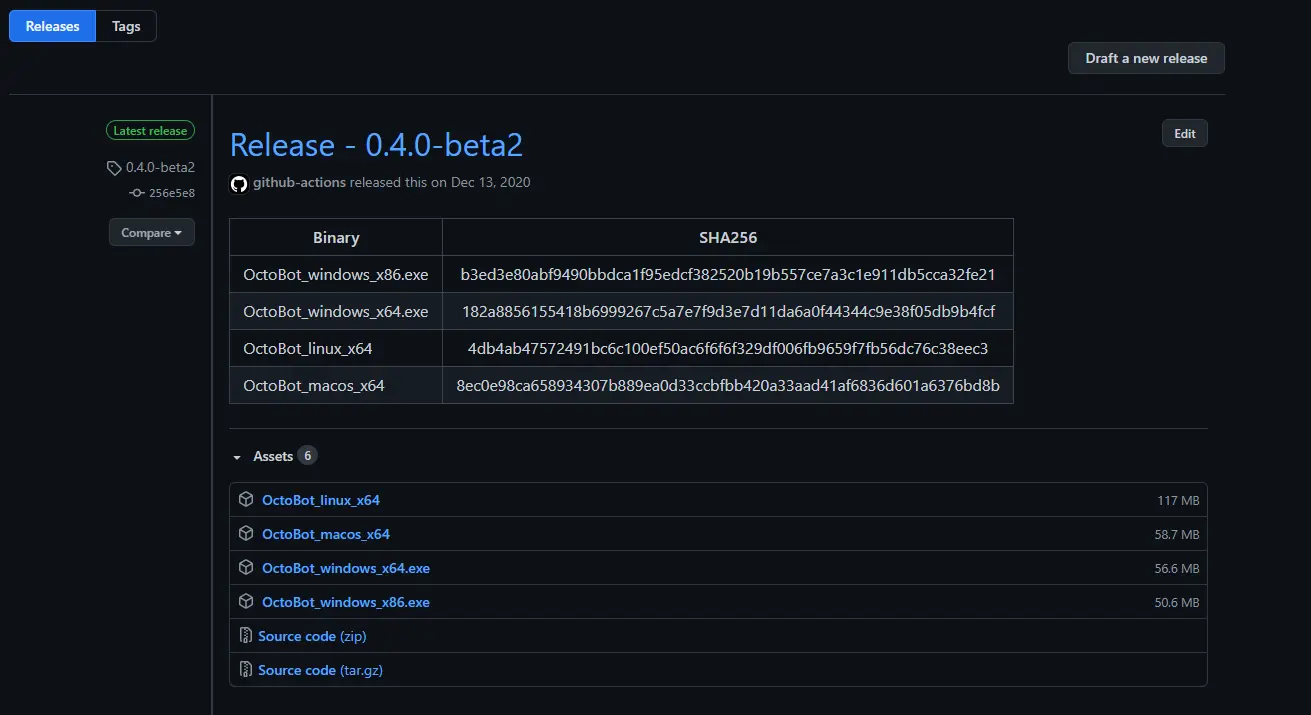 Releases Tags
Draft a new release
Latest release
0.4.0-beta2
256e5e8
Compare
Release - 0.4.0-beta2
Edit
github-actions released this on Dec 13, 2020
Binary SHA256
OctoBot_windows_x86.exe b3ed3e80abf9490bbdca1f95edcf382520b19b557ce7a3c1e911db5cca32fe21
OctoBot_windows_x64.exe 182a8856155418b6999267c5a7e7f9d3e7d11da6a0f44344c9e38f05db9b4fcf
OctoBot_linux_x64 4db4ab47572491bc6c100ef50ac6f6f6f329df006fb9659f7fb56dc76c38eec3
OctoBot_macos_x64 8ec0e98ca658934307b889ea0d33ccbfbb420a33aad41af6836d601a6376bd8b
Assets 6
OctoBot_linux_x64 117 MB
OctoBot_macos_x64 58.7 MB
OctoBot_windows_x64.exe 56.6 MB
OctoBot_windows_x86.exe 50.6 MB
Source code (zip)
Source code (tar.gz)